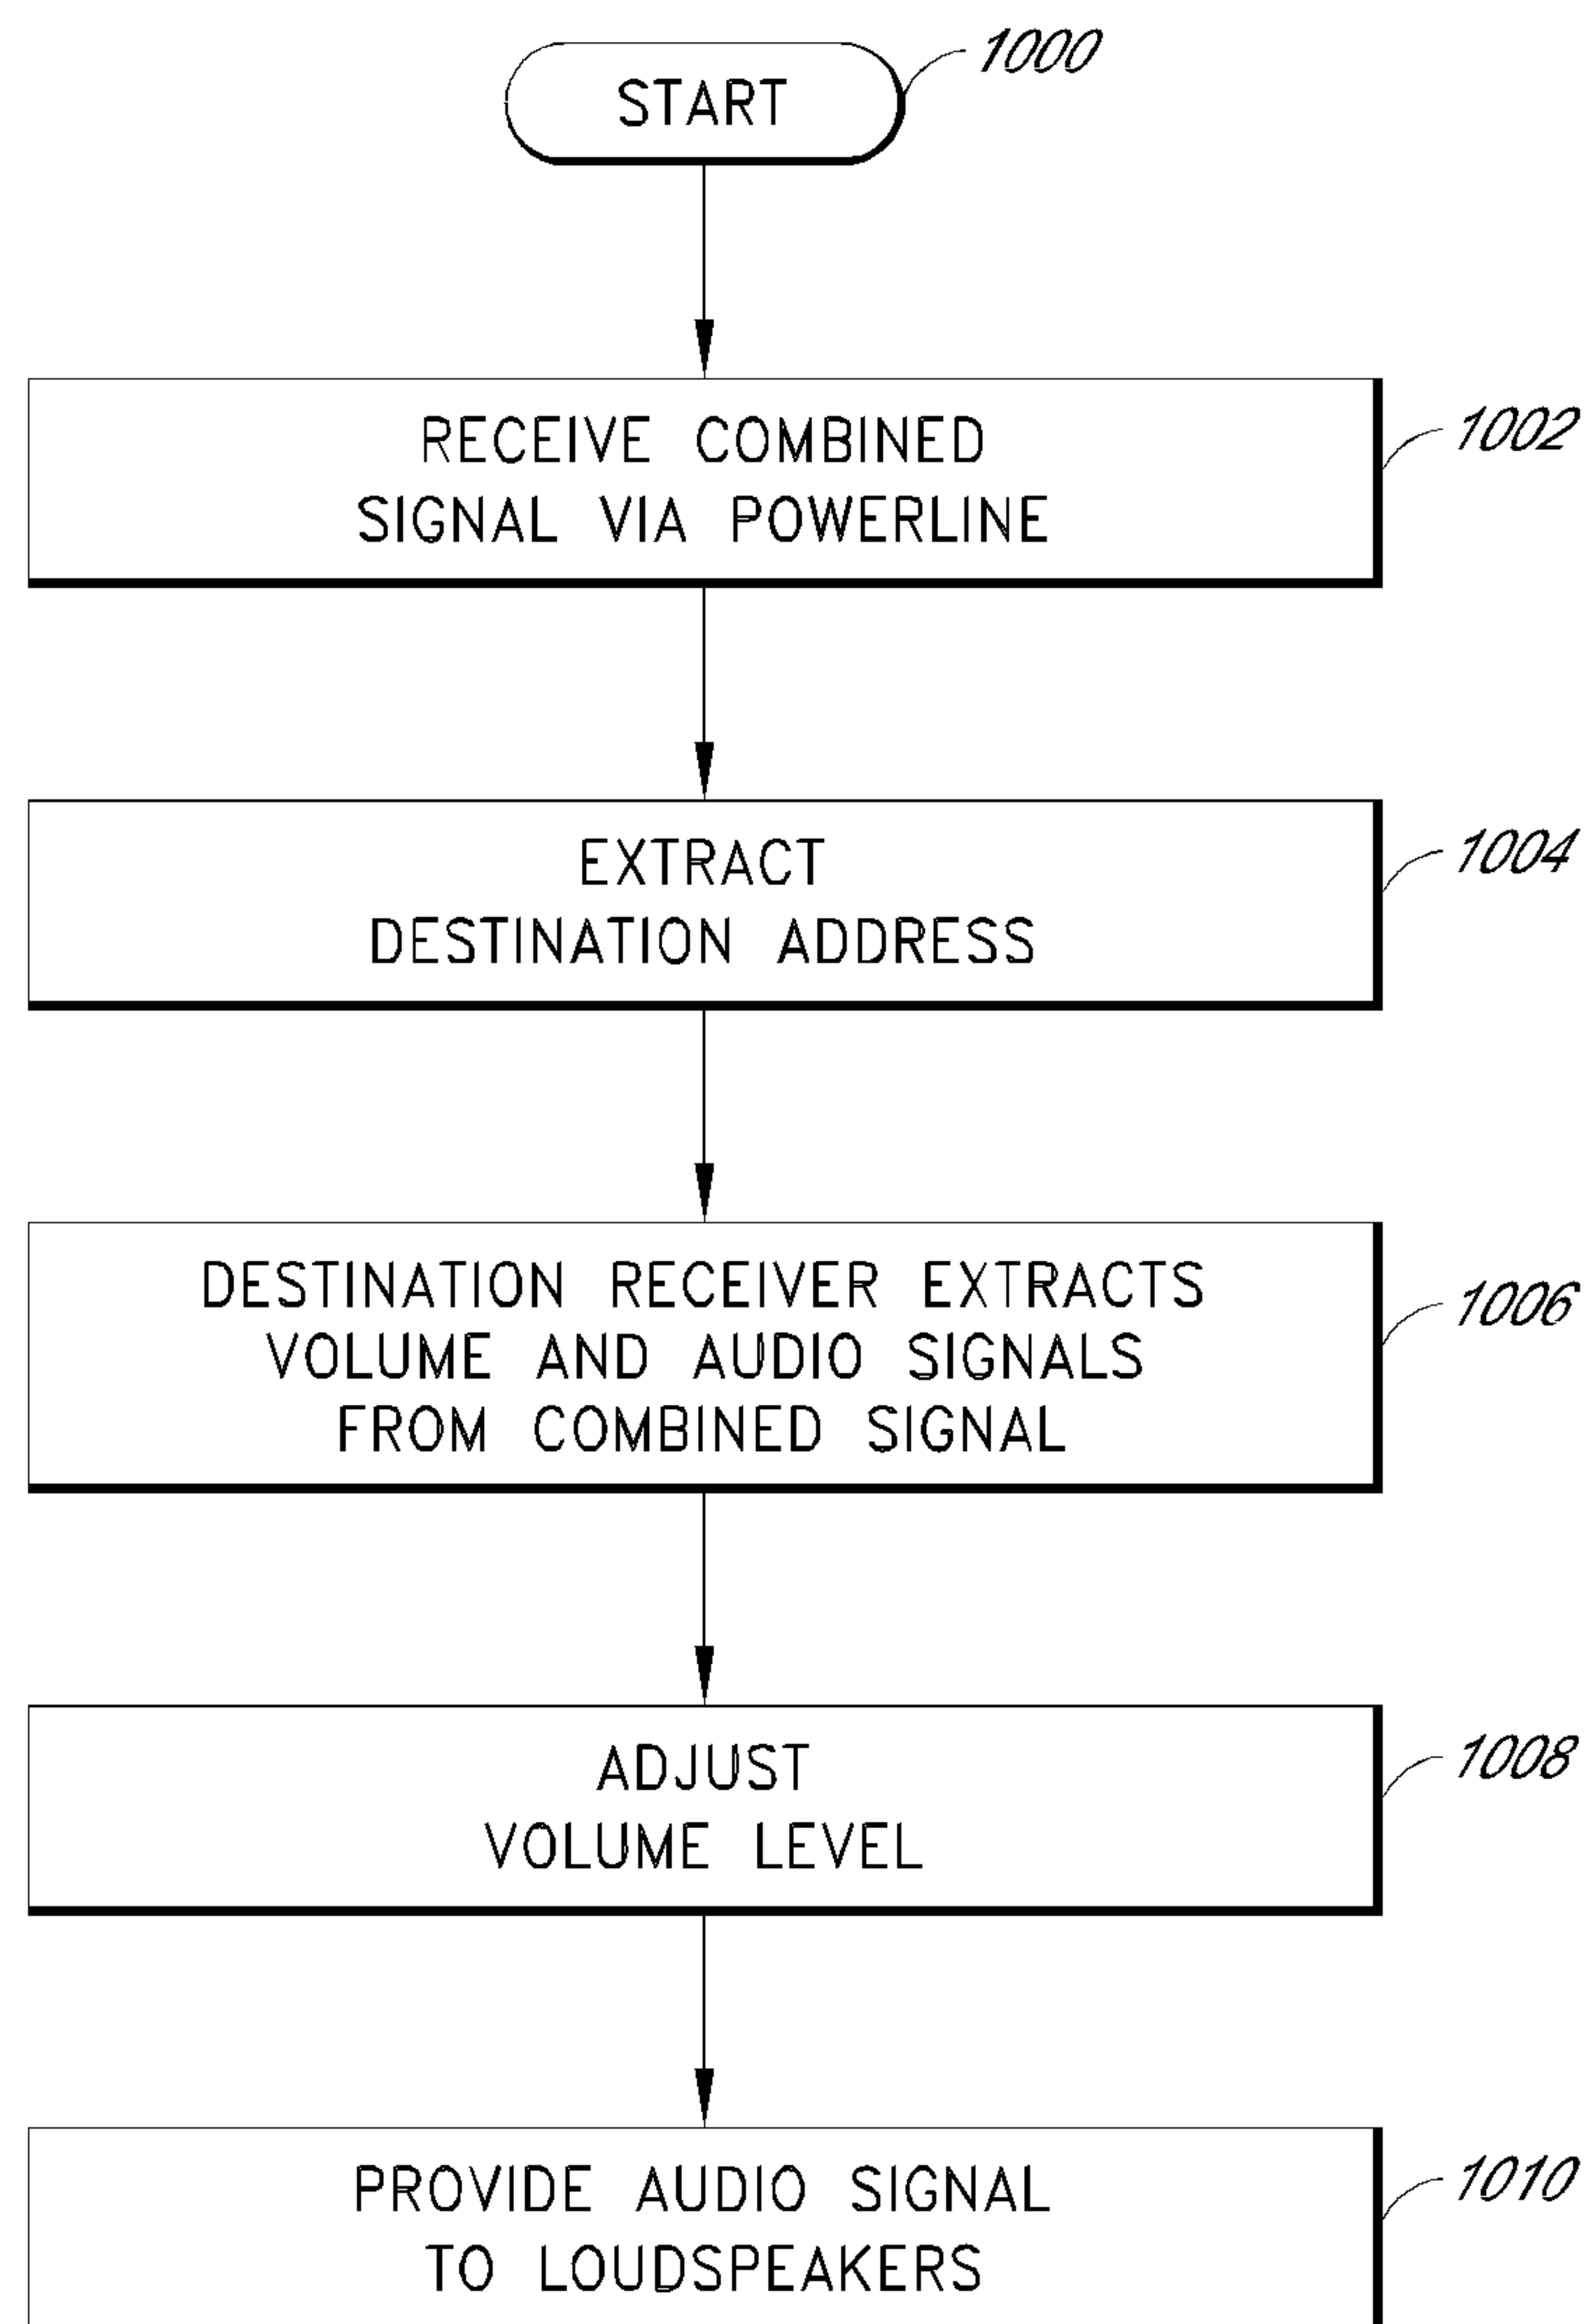 START
1000
RECEIVE COMBINED
SIGNAL VIA POWERLINE
1002
EXTRACT
DESTINATION ADDRESS
1004
DESTINATION RECEIVER EXTRACTS
VOLUME AND AUDIO SIGNALS
FROM COMBINED SIGNAL
1006
ADJUST
VOLUME LEVEL
1008
PROVIDE AUDIO SIGNAL
TO LOUDSPEAKERS
1010